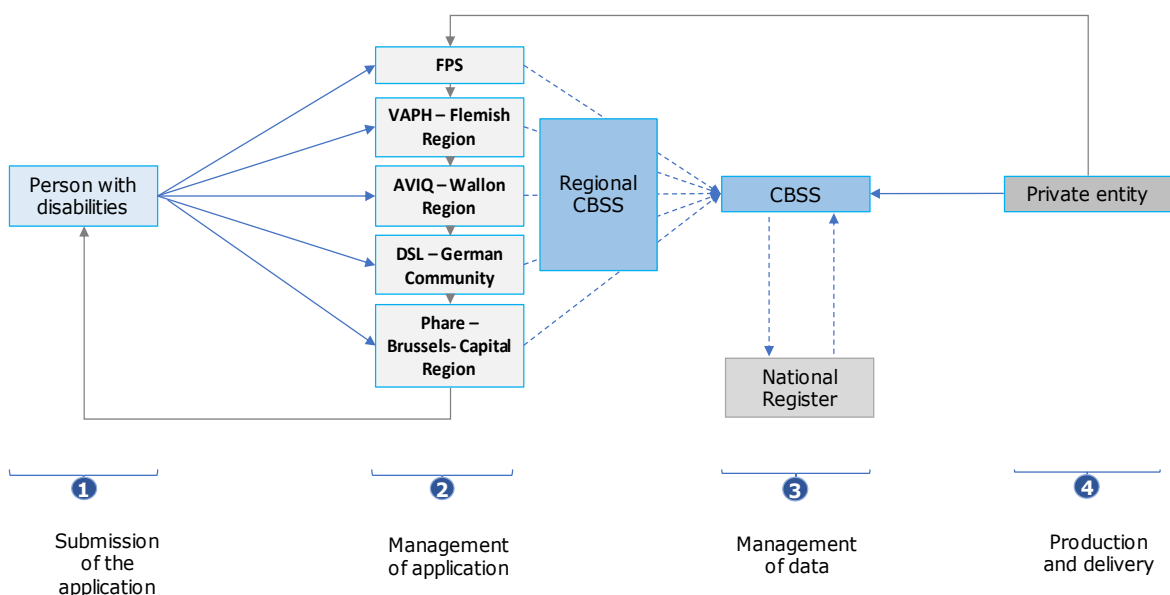 FPS
VAPH – Flemish
Region
AVIQ – Wallon
Region
DSL – German
Community
Phare –
Brussels- Capital
Region
Person with
disabilities
Regional
CBSS
CBSS
Private entity
National
Register
1
2
3
4
Submission
of the
application
Management
of application
Management
of data
Production
and delivery